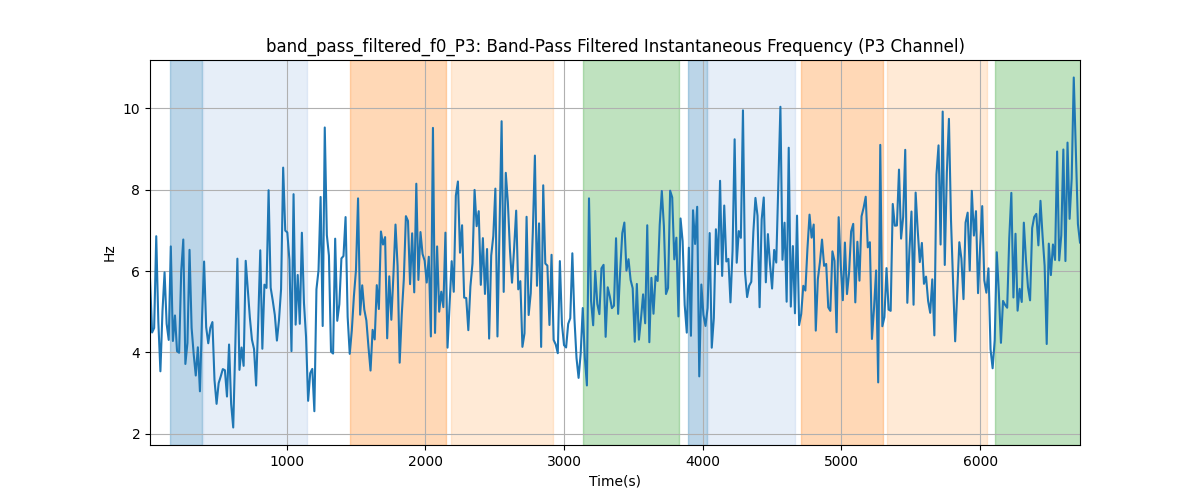 band_pass_filtered_f0_P3: Band-Pass Filtered Instantaneous Frequency (P3 Channel)
10
8
6
4
2
Hz
1000 2000 3000 4000 5000 6000
Time(s)